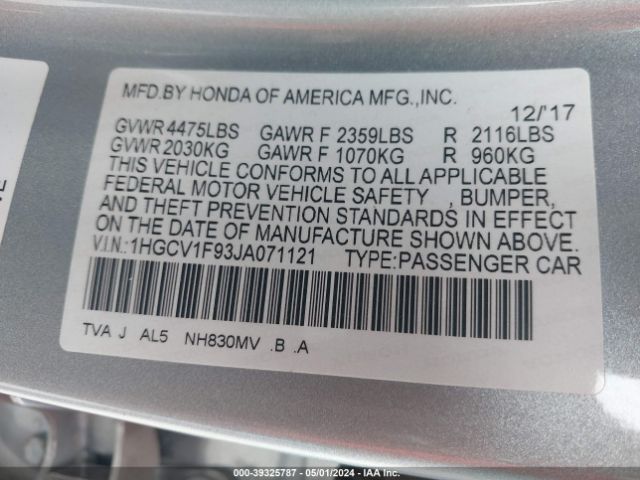 MFD.BY HONDA OF AMERICA MFG.,INC.
12/'17
GVWR 4475LBS GAWR F 2359LBS R 2116LBS
GVWR 2030KG GAWR F 1070KG R 960KG
THIS VEHICLE CONFORMS TO ALL APPLICABLE
FEDERAL MOTOR VEHICLE SAFETY , BUMPER,
AND THEFT PREVENTION STANDARDS IN EFFECT
ON THE DATE OF MANUFACTURE SHOWN ABOVE.
V.I.N.:1HGCV1F93JA071121 TYPE:PASSENGER CAR
TVA J AL5 NH830MV .B .A
000-39325787 - 05/01/2024 - IAA Inc.